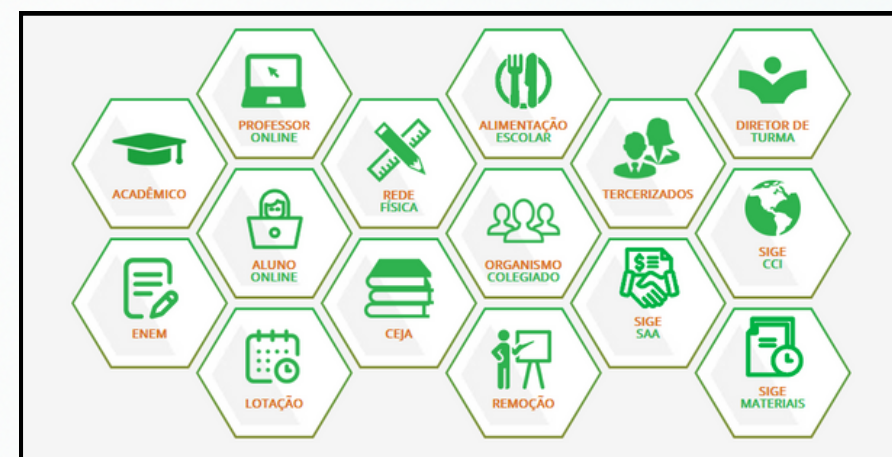 PROFESSOR
ONLINE
ALIMENTAÇÃO
ESCOLAR
DIRETOR DE
TURMA
ACADÊMICO
REDE
FÍSICA
TERCERIZADOS
ALUNO
ONLINE
ORGANISMO
COLEGIADO
SIGE
CCI
ENEM
CEJA
SIGE
SAA
LOTAÇÃO
REMOÇÃO
SIGE
MATERIAIS